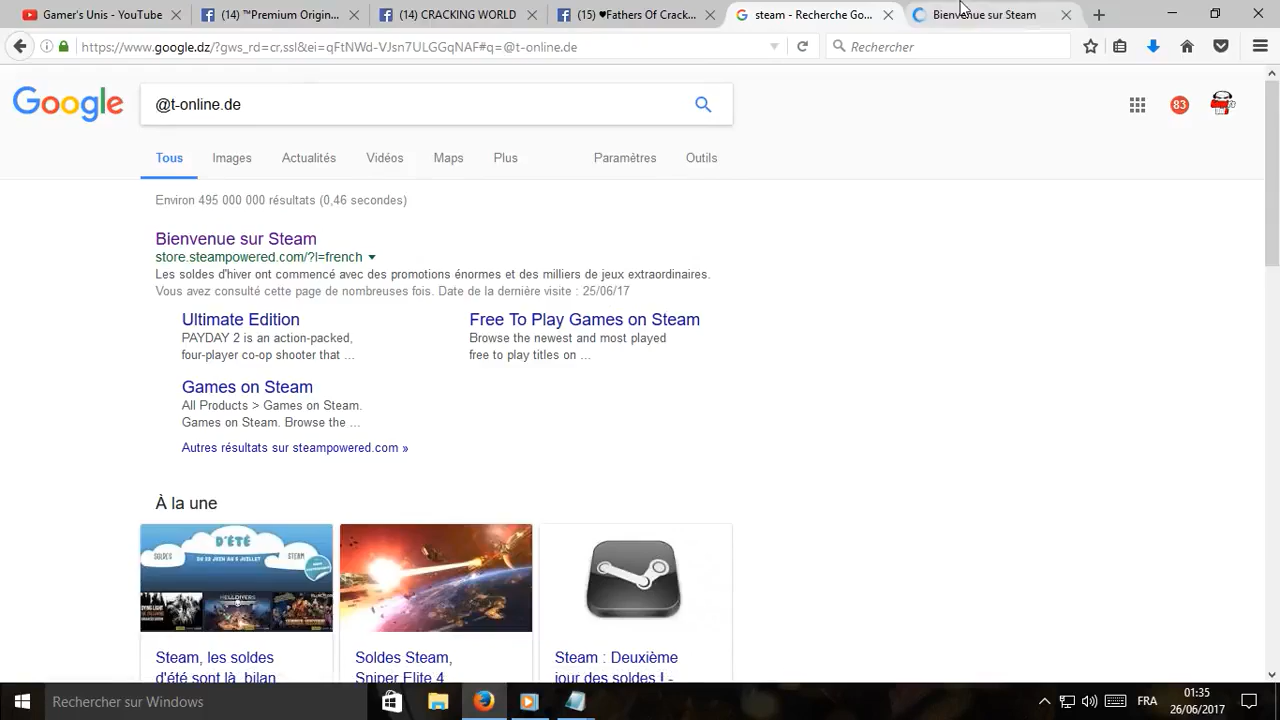 Gamer's Unis - YouTube
(14) ™Premium Origin...
(14) CRACKING WORLD
(15) ♥Fathers Of Crack...
steam - Recherche Go...
Bienvenue sur Steam
https://www.google.dz/?gws_rd=cr,ssl&ei=qFtNWd-VJsn7ULGGqNAF#q=@t-online.de
Rechercher
Google
@t-online.de
83
Tous Images Actualités Vidéos Maps Plus Paramètres Outils
Environ 495 000 000 résultats (0,46 secondes)
Bienvenue sur Steam
store.steampowered.com/?l=french
Les soldes d'hiver ont commencé avec des promotions énormes et des milliers de jeux extraordinaires.
Vous avez consulté cette page de nombreuses fois. Date de la dernière visite : 25/06/17
Ultimate Edition
PAYDAY 2 is an action-packed,
four-player co-op shooter that ...
Free To Play Games on Steam
Browse the newest and most played
free to play titles on ...
Games on Steam
All Products > Games on Steam.
Games on Steam. Browse the ...
Autres résultats sur steampowered.com »
À la une
SOLDES D'ÉTÉ STEAM
DU 22 JUIN AU 5 JUILLET
HELLDIVERS
Steam, les soldes
d'été sont là, bilan
Soldes Steam,
Sniper Elite 4
Steam : Deuxième
jour des soldes ! -
Rechercher sur Windows
FRA
01:35
26/06/2017